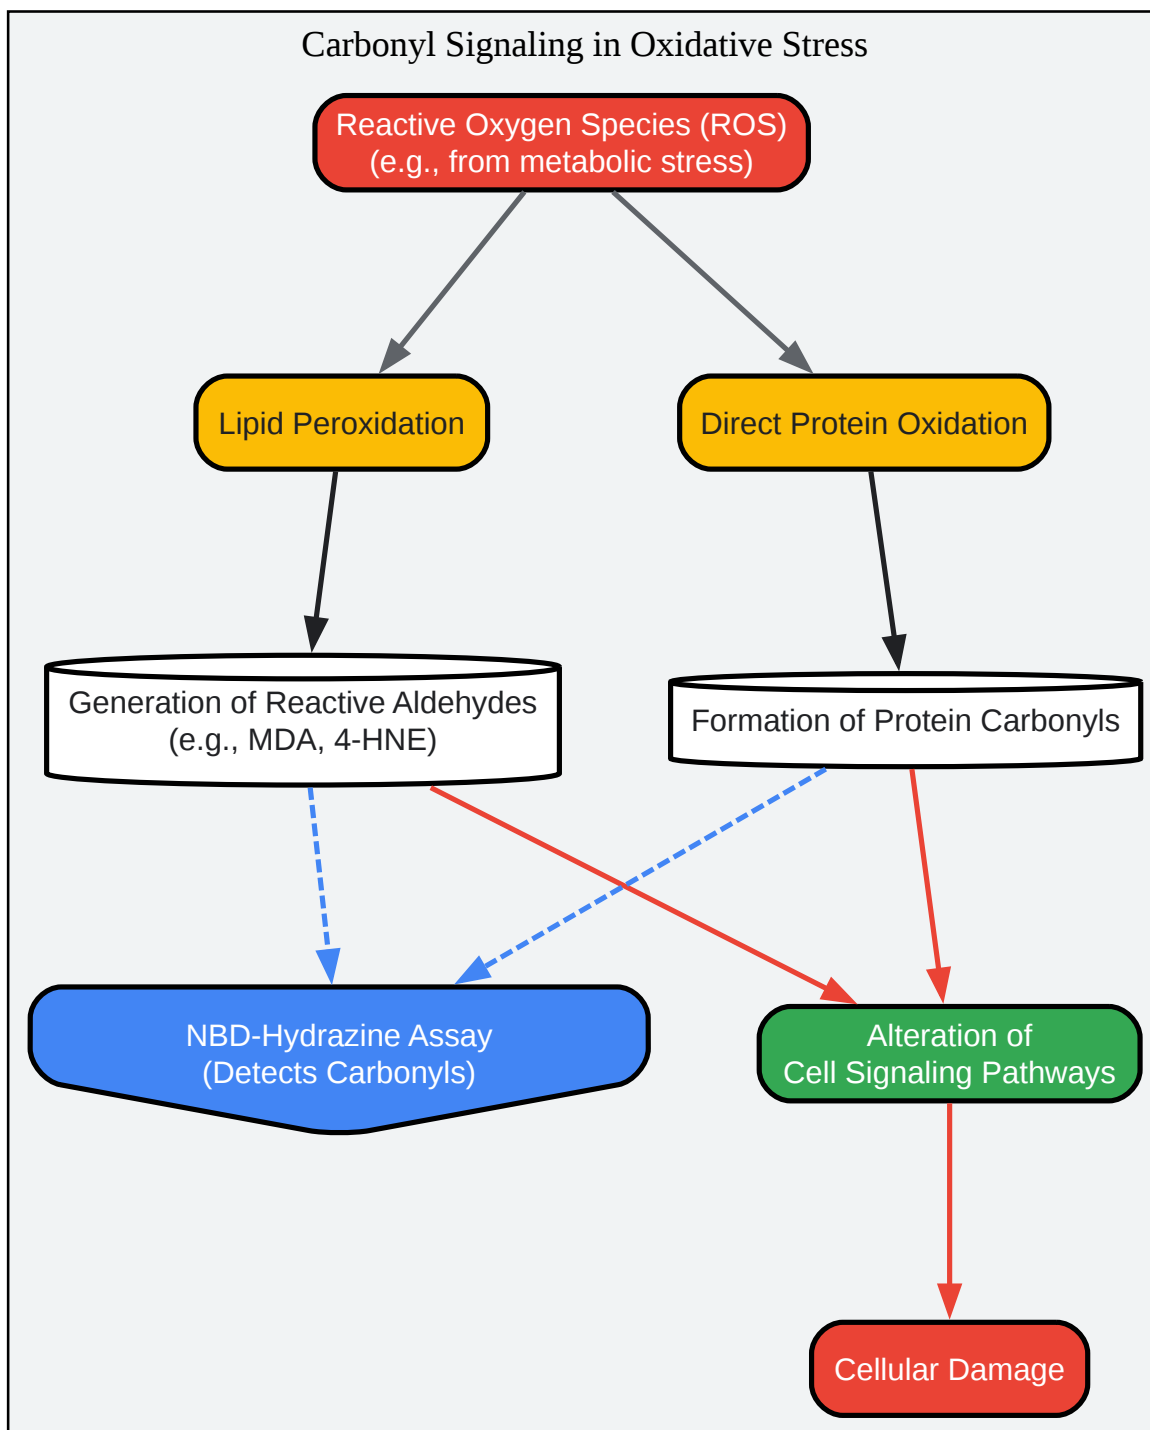 Carbonyl Signaling in Oxidative Stress
Reactive Oxygen Species (ROS)
(e.g., from metabolic stress)
Lipid Peroxidation
Direct Protein Oxidation
Generation of Reactive Aldehydes
(e.g., MDA, 4-HNE)
Formation of Protein Carbonyls
NBD-Hydrazine Assay
(Detects Carbonyls)
Alteration of
Cell Signaling Pathways
Cellular Damage